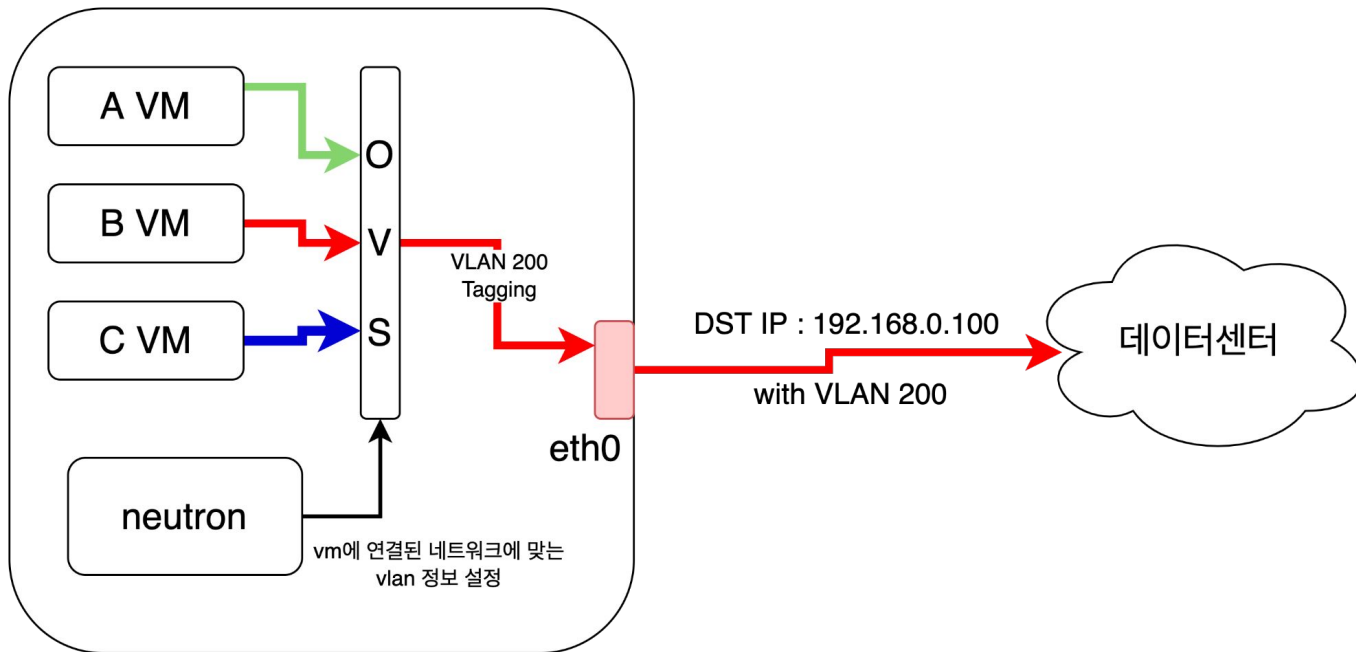 A VM
B VM
C VM
O
V
S
VLAN 200
Tagging
neutron
vm에 연결된 네트워크에 맞는
vlan 정보 설정
eth0
DST IP : 192.168.0.100
with VLAN 200
데이터센터